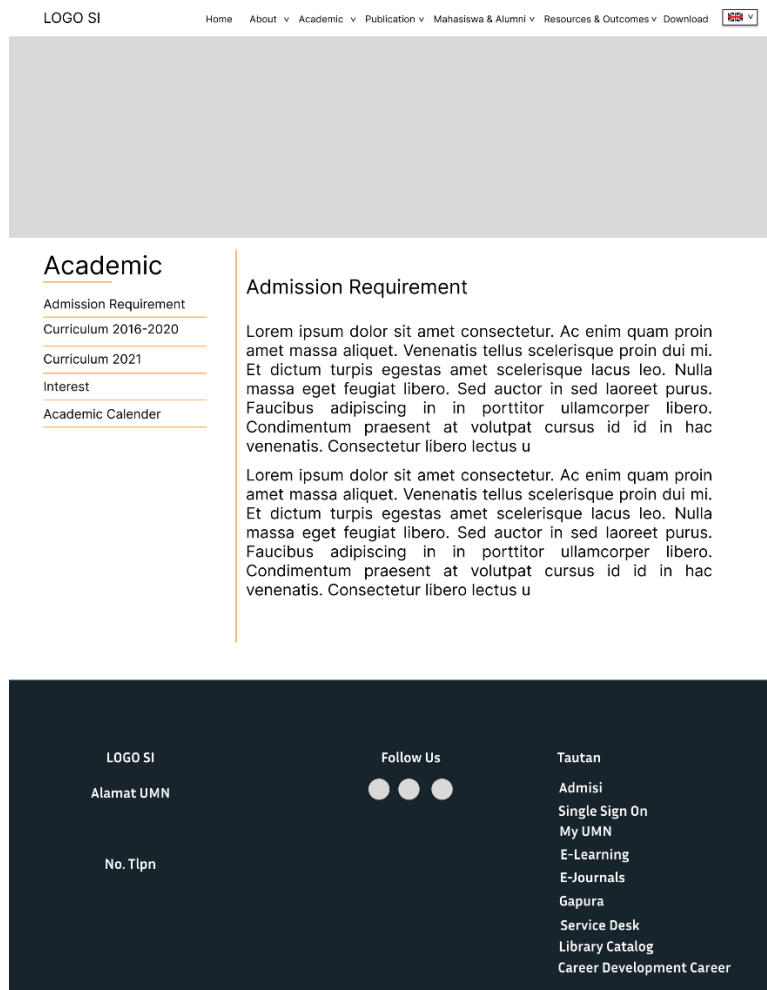 LOGO SI
Home About v Academic v Publication v Mahasiswa & Alumni v Resources & Outcomes v Download v
Academic
Admission Requirement
Curriculum 2016-2020
Curriculum 2021
Interest
Academic Calender
Admission Requirement
Lorem ipsum dolor sit amet consectetur. Ac enim quam proin
amet massa aliquet. Venenatis tellus scelerisque proin dui mi.
Et dictum turpis egestas amet scelerisque lacus leo. Nulla
massa eget feugiat libero. Sed auctor in sed laoreet purus.
Faucibus adipiscing in in porttitor ullamcorper libero.
Condimentum praesent at volutpat cursus id id in hac
venenatis. Consectetur libero lectus u
Lorem ipsum dolor sit amet consectetur. Ac enim quam proin
amet massa aliquet. Venenatis tellus scelerisque proin dui mi.
Et dictum turpis egestas amet scelerisque lacus leo. Nulla
massa eget feugiat libero. Sed auctor in sed laoreet purus.
Faucibus adipiscing in in porttitor ullamcorper libero.
Condimentum praesent at volutpat cursus id id in hac
venenatis. Consectetur libero lectus u
LOGO SI
Alamat UMN
No. Tlpn
Follow Us
Tautan
Admisi
Single Sign On
My UMN
E-Learning
E-Journals
Gapura
Service Desk
Library Catalog
Career Development Career